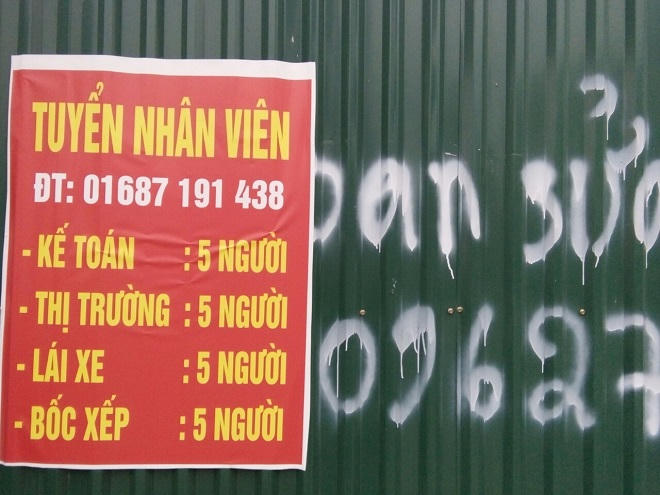 TUYỂN NHÂN VIÊN
ĐT: 01687 191 438
- KẾ TOÁN : 5 NGƯỜI
- THỊ TRƯỜNG : 5 NGƯỜI
- LÁI XE : 5 NGƯỜI
- BỐC XẾP : 5 NGƯỜI
09627